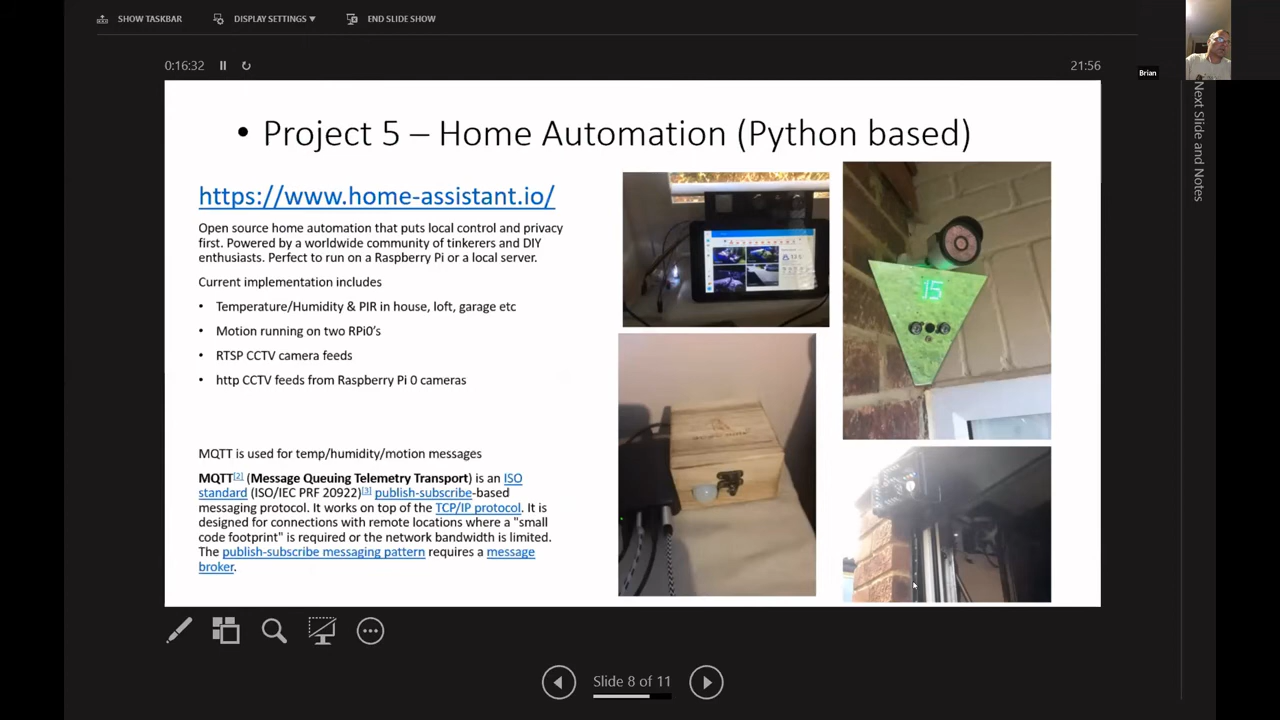 SHOW TASKBAR
DISPLAY SETTINGS ▼
END SLIDE SHOW
0:16:32
21:56
Brian
Next Slide and Notes
• Project 5 – Home Automation (Python based)
https://www.home-assistant.io/
Open source home automation that puts local control and privacy
first. Powered by a worldwide community of tinkerers and DIY
enthusiasts. Perfect to run on a Raspberry Pi or a local server.
Current implementation includes
• Temperature/Humidity & PIR in house, loft, garage etc
• Motion running on two RPi0's
• RTSP CCTV camera feeds
• http CCTV feeds from Raspberry Pi 0 cameras
15
MQTT is used for temp/humidity/motion messages
MQTT[2] (Message Queuing Telemetry Transport) is an ISO
standard (ISO/IEC PRF 20922)[3] publish-subscribe-based
messaging protocol. It works on top of the TCP/IP protocol. It is
designed for connections with remote locations where a "small
code footprint" is required or the network bandwidth is limited.
The publish-subscribe messaging pattern requires a message
broker.
Slide 8 of 11